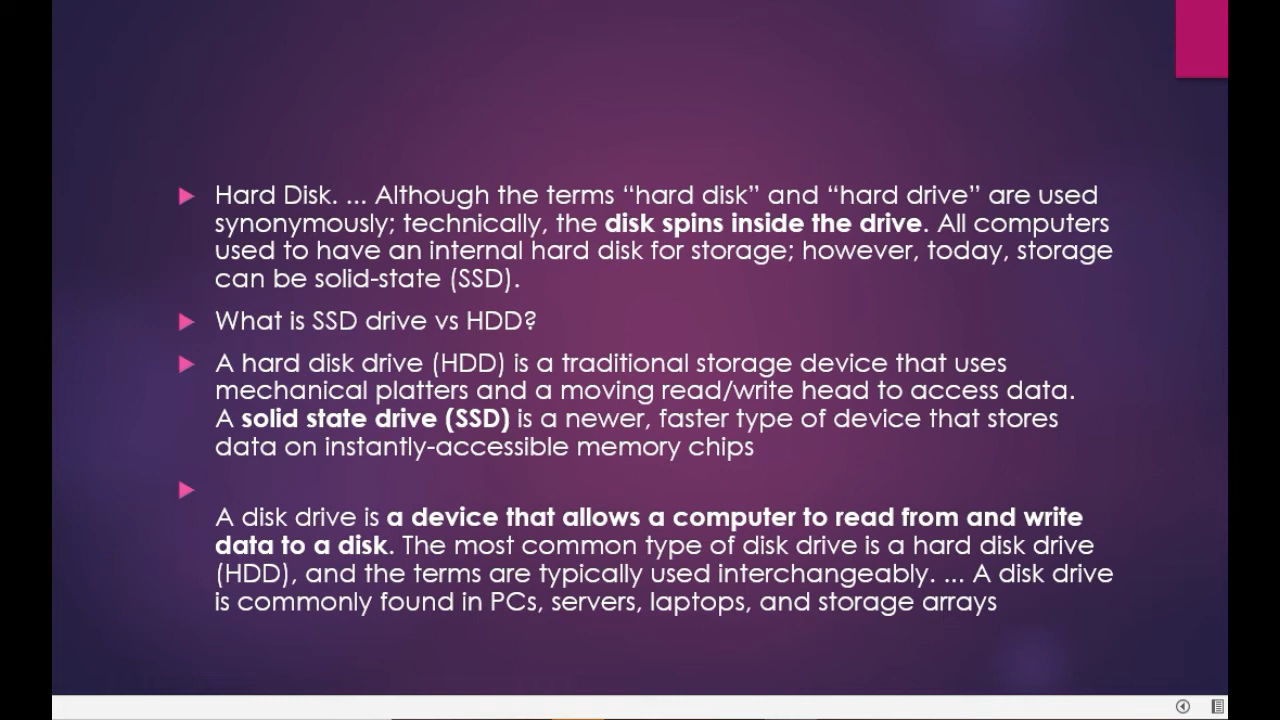 Hard Disk. ... Although the terms “hard disk” and “hard drive” are used
synonymously; technically, the disk spins inside the drive. All computers
used to have an internal hard disk for storage; however, today, storage
can be solid-state (SSD).
What is SSD drive vs HDD?
A hard disk drive (HDD) is a traditional storage device that uses
mechanical platters and a moving read/write head to access data.
A solid state drive (SSD) is a newer, faster type of device that stores
data on instantly-accessible memory chips
A disk drive is a device that allows a computer to read from and write
data to a disk. The most common type of disk drive is a hard disk drive
(HDD), and the terms are typically used interchangeably. ... A disk drive
is commonly found in PCs, servers, laptops, and storage arrays